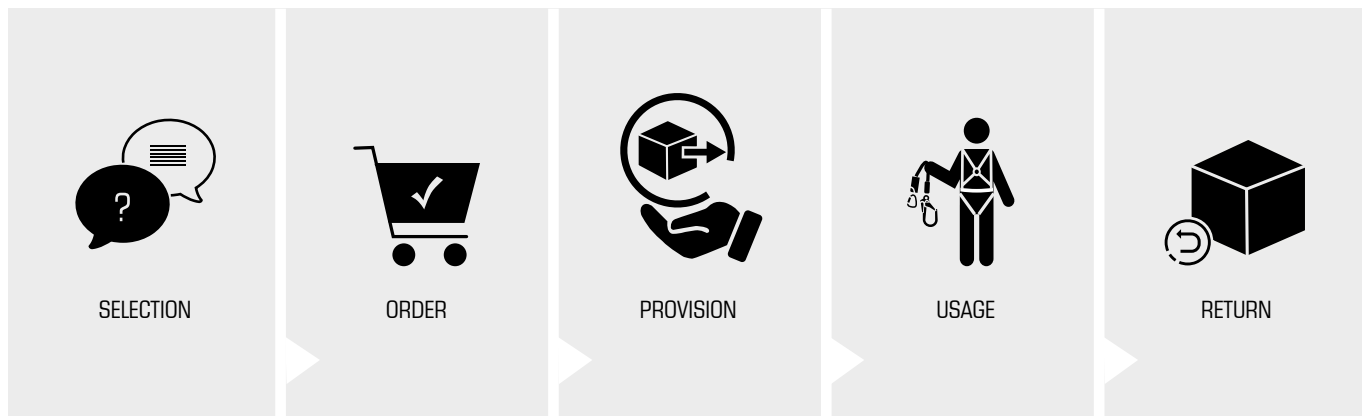 ?
SELECTION
ORDER
PROVISION
USAGE
RETURN